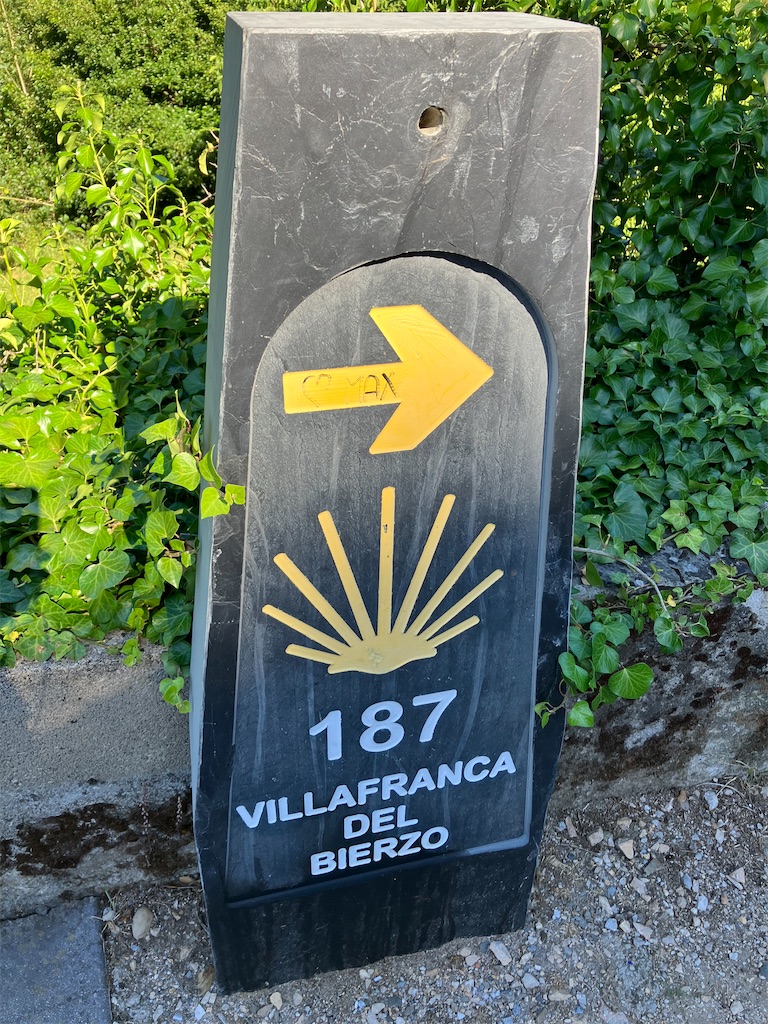 ♡ MAX
187
VILLAFRANCA
DEL
BIERZO